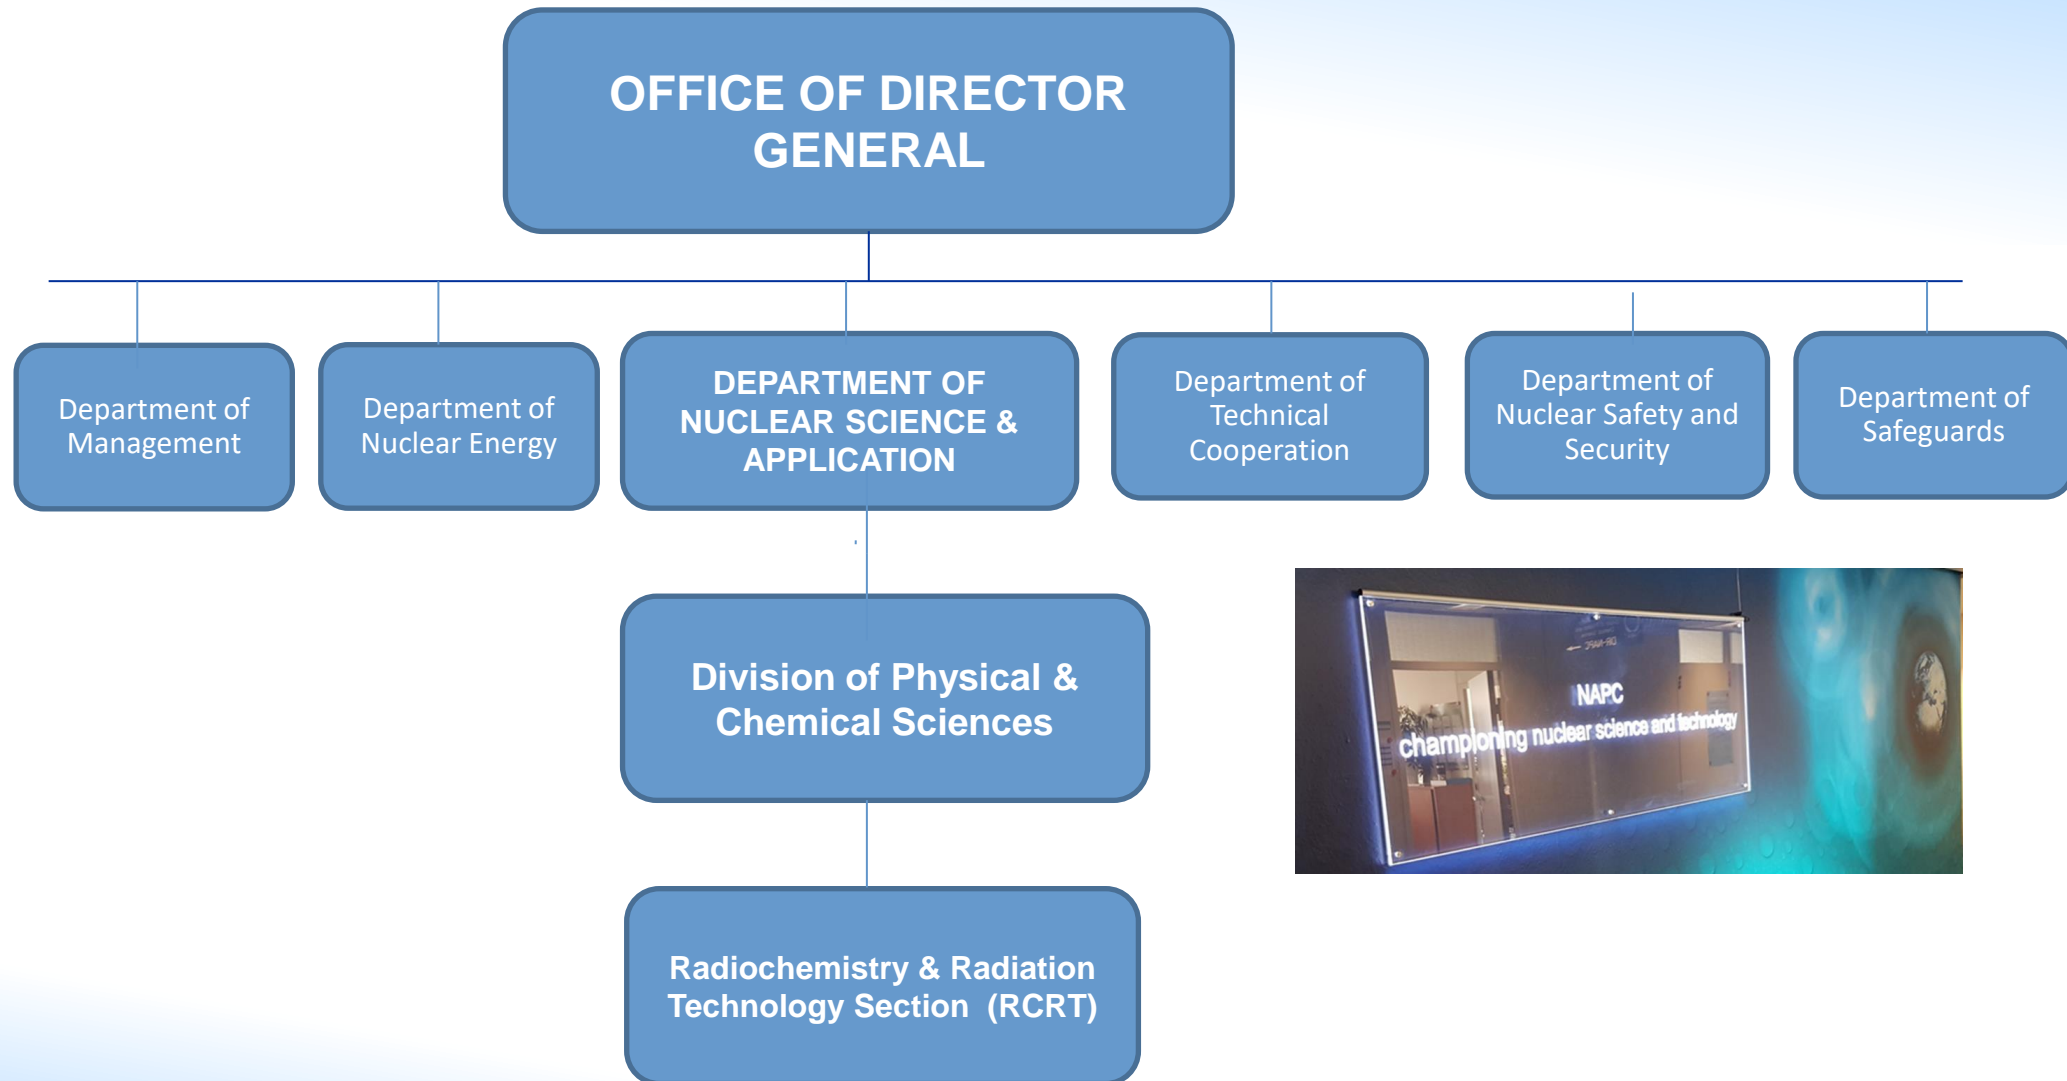 OFFICE OF DIRECTOR
GENERAL
Department of
Management
Department of
Nuclear Energy
DEPARTMENT OF
NUCLEAR SCIENCE &
APPLICATION
Department of
Technical
Cooperation
Department of
Nuclear Safety and
Security
Department of
Safeguards
Division of Physical &
Chemical Sciences
NAPC
championing nuclear science and technology
Radiochemistry & Radiation
Technology Section (RCRT)